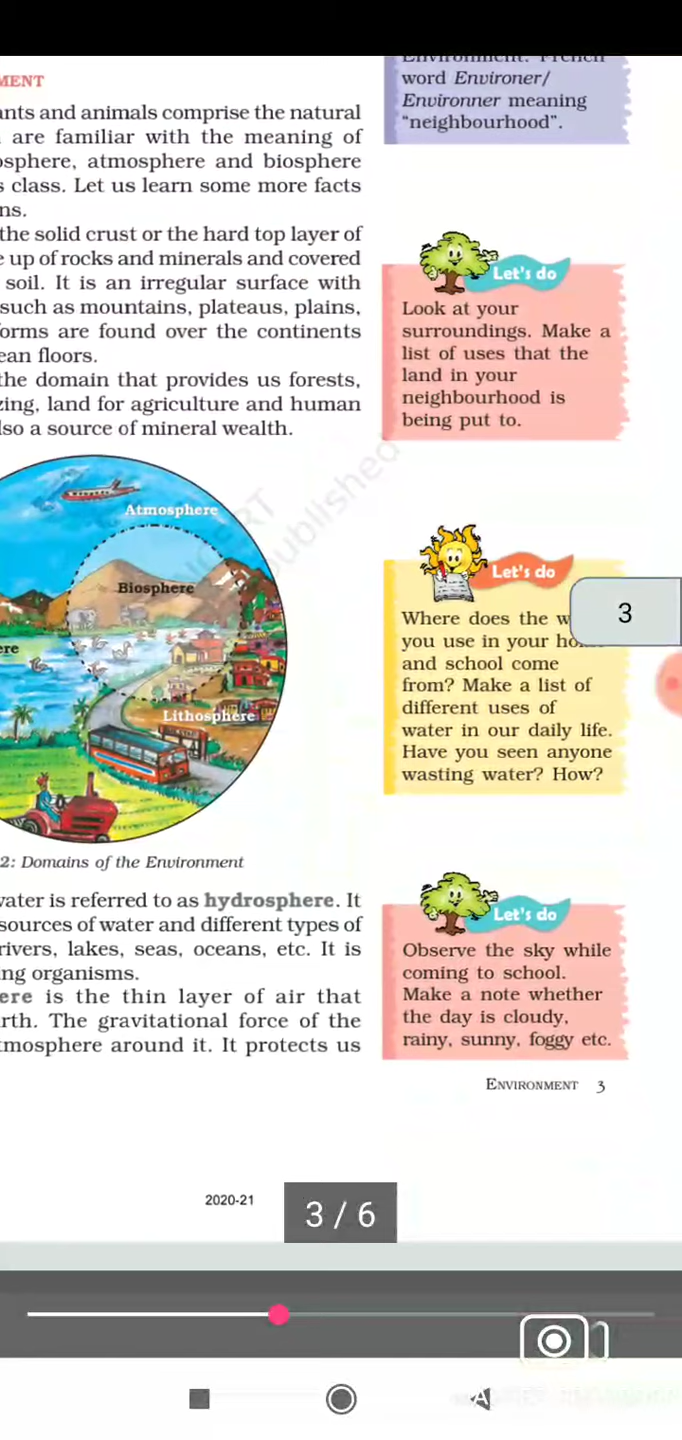 MENT
ants and animals comprise the natural
are familiar with the meaning of
osphere, atmosphere and biosphere
s class. Let us learn some more facts
ns.
the solid crust or the hard top layer of
e up of rocks and minerals and covered
soil. It is an irregular surface with
such as mountains, plateaus, plains,
forms are found over the continents
ean floors.
the domain that provides us forests,
zing, land for agriculture and human
lso a source of mineral wealth.
Atmosphere
Biosphere
ere
Lithosphere
2: Domains of the Environment
water is referred to as hydrosphere. It
sources of water and different types of
rivers, lakes, seas, oceans, etc. It is
ng organisms.
ere is the thin layer of air that
rth. The gravitational force of the
tmosphere around it. It protects us
Environment: French
word Environer/
Environner meaning
"neighbourhood".
Let's do
Look at your
surroundings. Make a
list of uses that the
land in your
neighbourhood is
being put to.
Let's do
Where does the w
you use in your ho
and school come
from? Make a list of
different uses of
water in our daily life.
Have you seen anyone
wasting water? How?
3
Let's do
Observe the sky while
coming to school.
Make a note whether
the day is cloudy,
rainy, sunny, foggy etc.
ENVIRONMENT 3
NCERT
published
2020-21
3 / 6